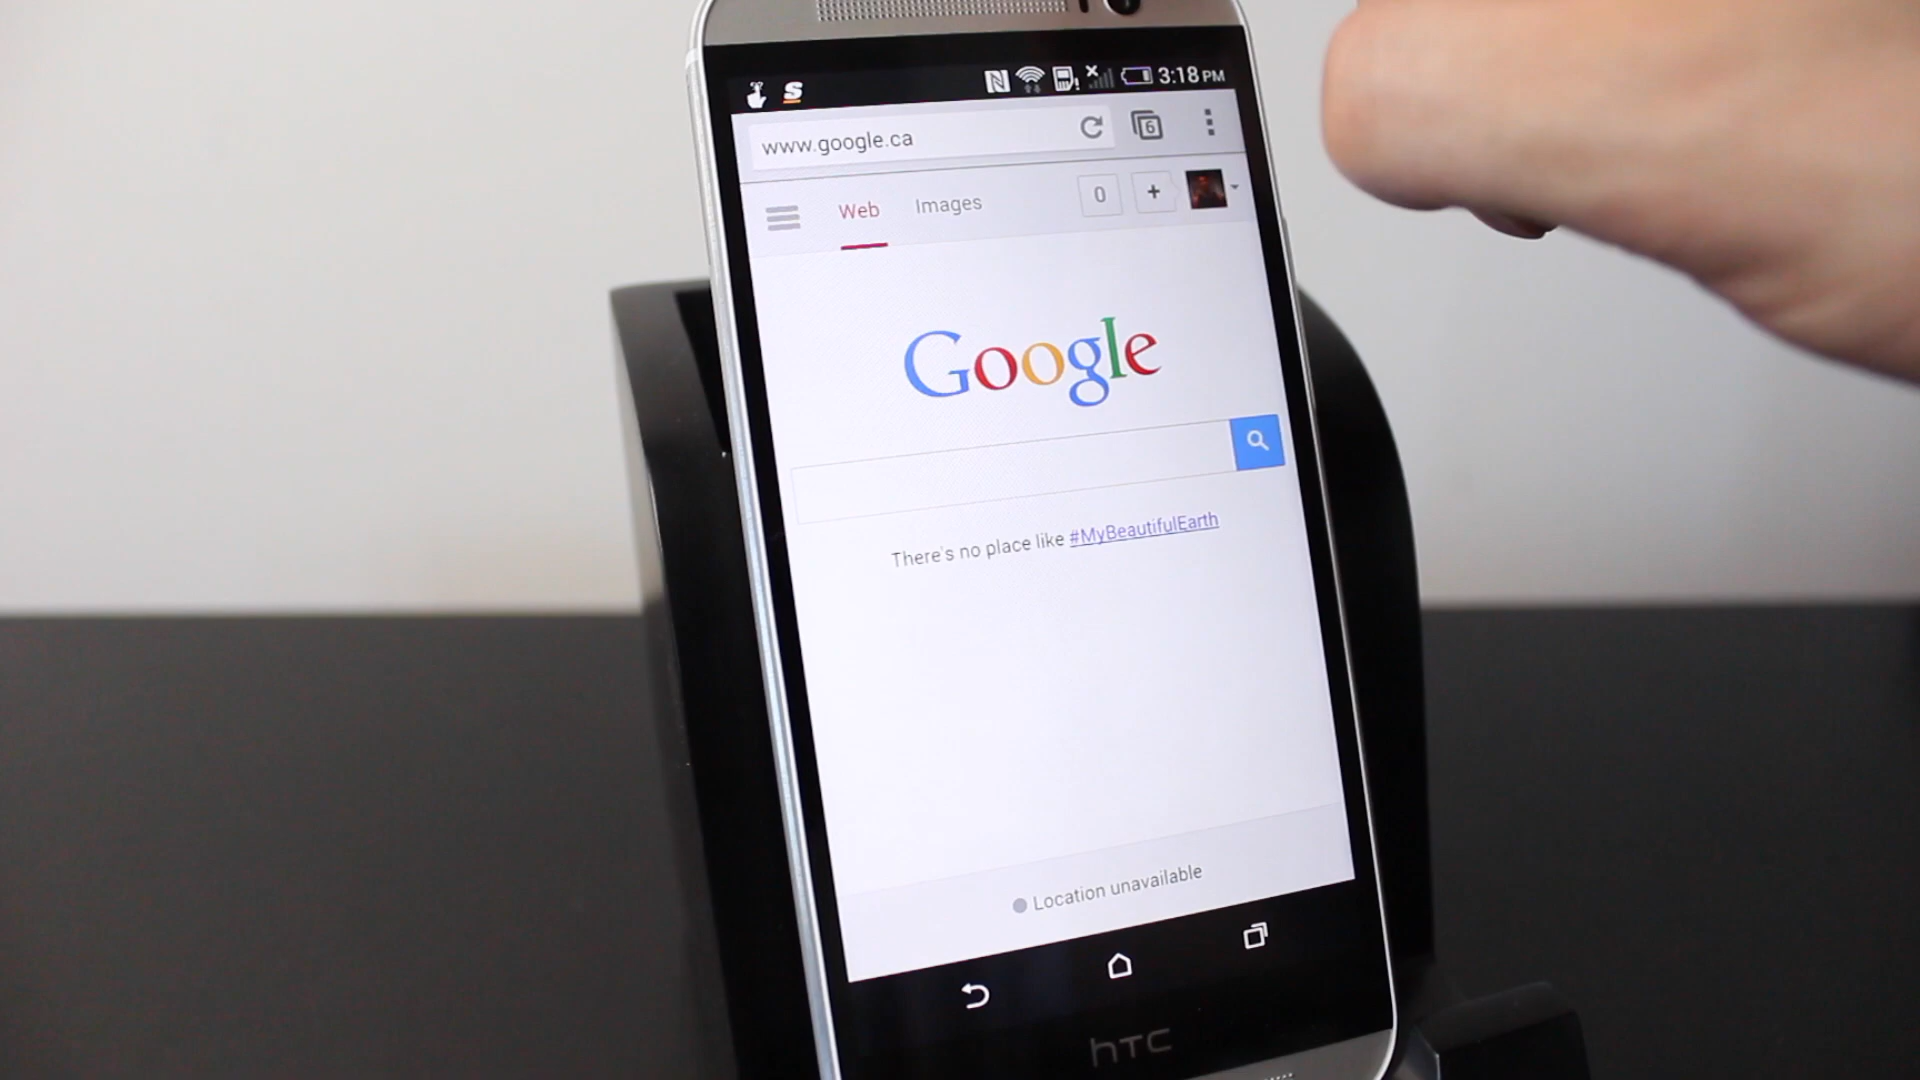 S
N
3:18 PM
www.google.ca
6
Web Images 0 +
Google
There's no place like #MyBeautifulEarth
Location unavailable
hTC